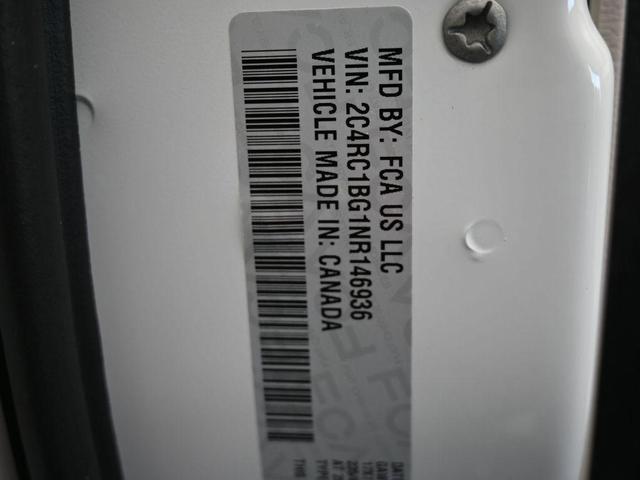 MFD BY: FCA US LLC
VIN: 2C4RC1BG1NR146936
VEHICLE MADE IN: CANADA